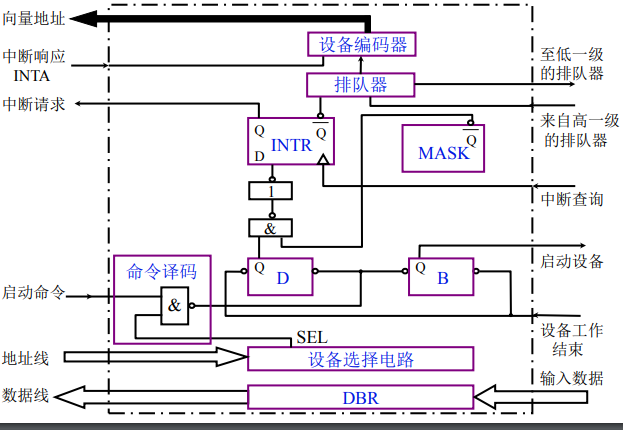 向量地址
设备编码器
中断响应
INTA
至低一级
的排队器
排队器
中断请求
来自高一级
的排队器
Q
Q
INTR
D
Q
MASK
1
中断查询
&
命令译码
Q
D
Q
B
启动设备
启动命令
&
设备工作
结束
SEL
地址线
设备选择电路
输入数据
数据线
DBR